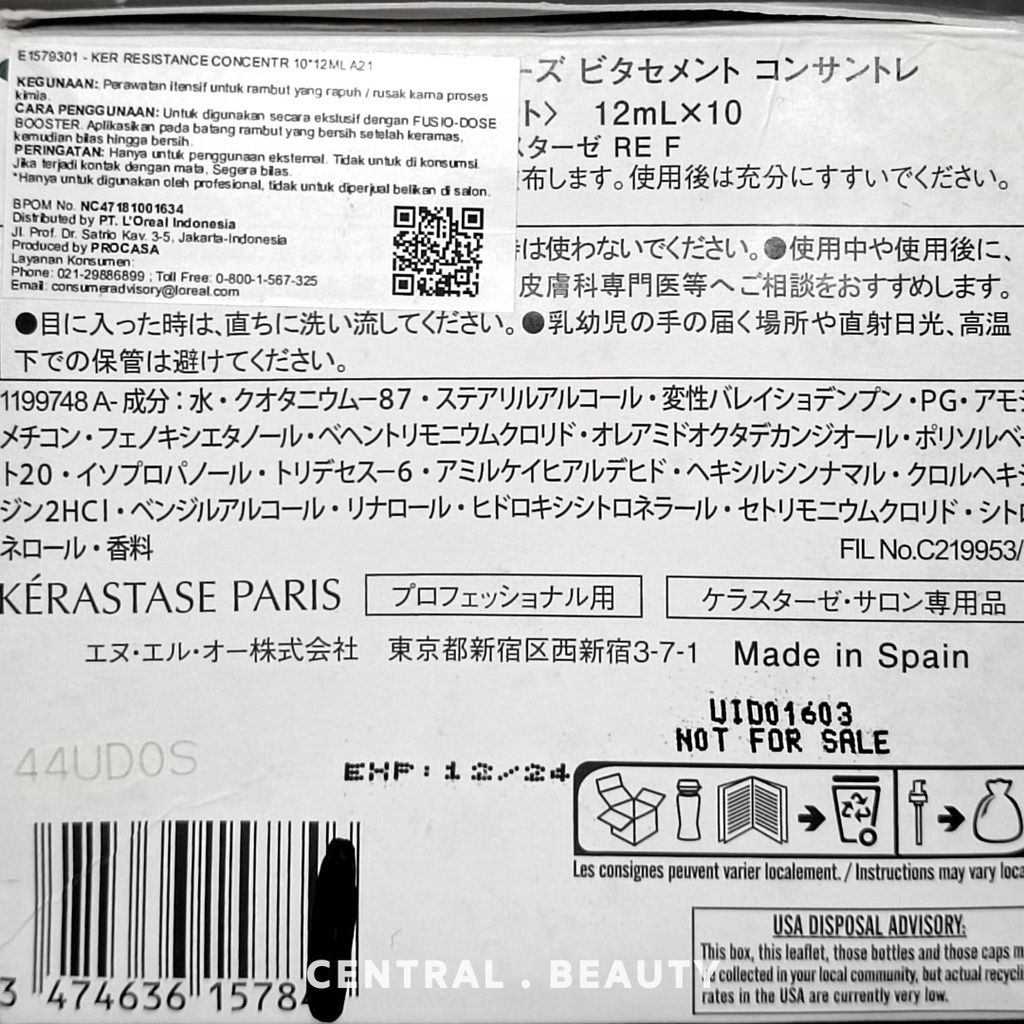 E1579301 - KER RESISTANCE CONCENTR 10*12ML A21
KEGUNAAN: Perawatan itensif untuk rambut yang rapuh / rusak karna proses
kimia.
CARA PENGGUNAAN: Untuk digunakan secara ekslusif dengan FUSIO-DOSE
BOOSTER. Aplikasikan pada batang rambut yang bersih setelah keramas,
kemudian bilas hingga bersih.
PERINGATAN: Hanya untuk penggunaan eksternal. Tidak untuk di konsumsi.
Jika terjadi kontak dengan mata, Segera bilas.
*Hanya untuk digunakan oleh profesional, tidak untuk diperjual belikan di salon.
BPOM No. NC47181001634
Distributed by PT. L'Oreal Indonesia
Jl. Prof. Dr. Satrio Kav. 3-5, Jakarta-Indonesia
Produced by PROCASA
Layanan Konsumen:
Phone: 021-29886899 ; Toll Free: 0-800-1-567-325
Email: consumeradvisory@loreal.com
ーズ ビタセメント コンサントレ
ト〉 12mL×10
スターゼ RE F
布します。使用後は充分にすすいでください。
は使わないでください。●使用中や使用後に、
皮膚科専門医等へご相談をおすすめします。
●目に入った時は、直ちに洗い流してください。●乳幼児の手の届く場所や直射日光、高温
下での保管は避けてください。
1199748 A- 成分：水・クオタニウムー87・ステアリルアルコール・変性バレイショデンプン・PG・アモジ
メチコン・フェノキシエタノール・ベヘントリモニウムクロリド・オレアミドオクタデカンジオール・ポリソルベー
ト20・イソプロパノール・トリデセスー6・アミルケイヒアルデヒド・ヘキシルシンナマル・クロルヘキシ
ジン2HCl・ベンジルアルコール・リナロール・ヒドロキシシトロネラール・セトリモニウムクロリド・シトロ
ネロール・香料
FIL No.C219953/
KÉRASTASE PARIS
プロフェッショナル用
ケラスターゼ・サロン専用品
エヌ・エル・オー株式会社 東京都新宿区西新宿3-7-1 Made in Spain
UID01603
NOT FOR SALE
44UD0S
EXP: 12/24
Les consignes peuvent varier localement. / Instructions may vary loca
USA DISPOSAL ADVISORY:
This box, this leaflet, those bottles and those caps m
collected in your local community, but actual recycli
rates in the USA are currently very low.
3 474636 1578
CENTRAL . BEAUTY